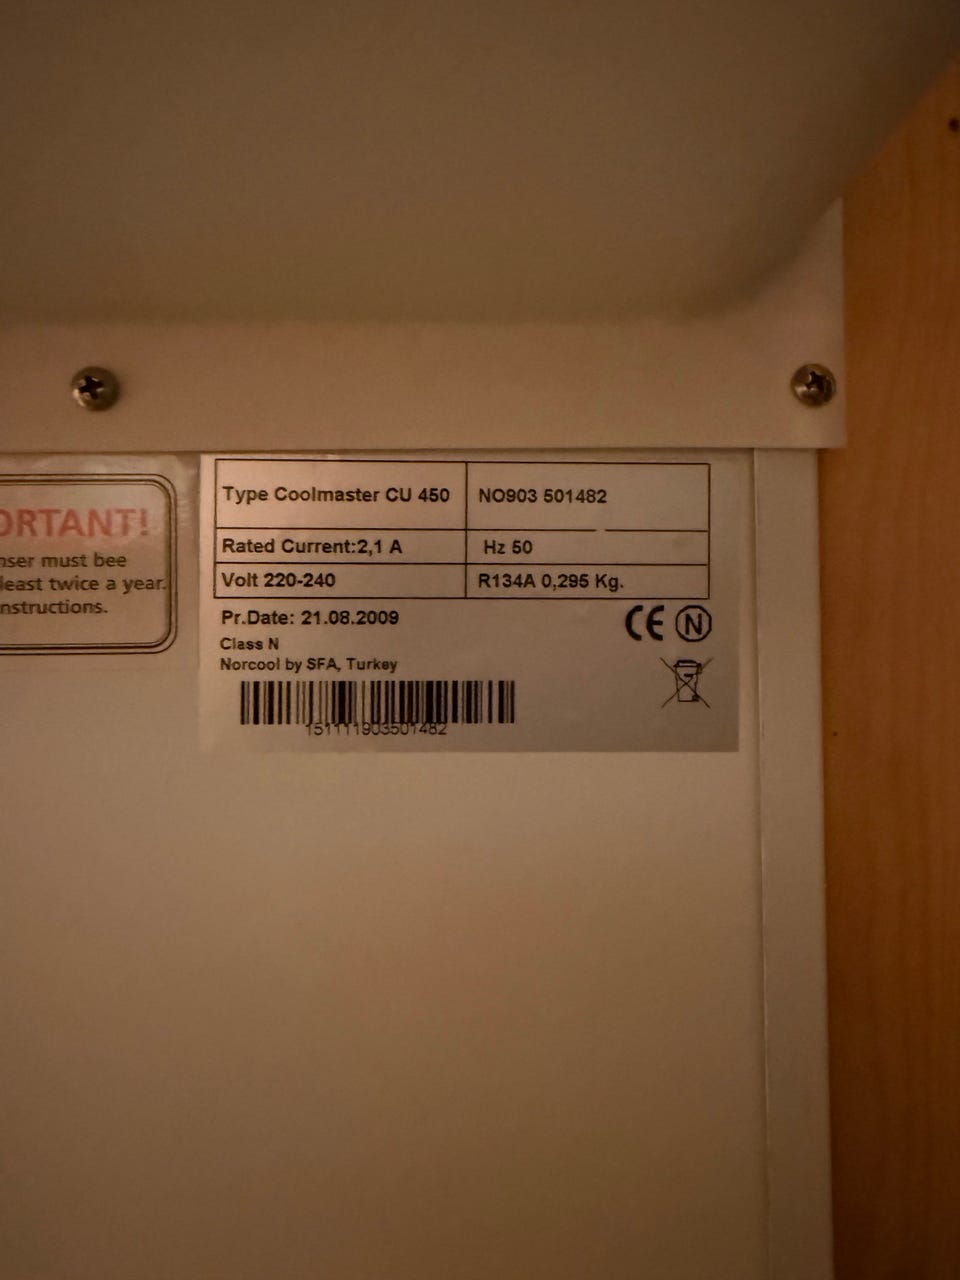 ORTANT!
nser must bee
least twice a year.
nstructions.
Type Coolmaster CU 450 NO903 501482
Rated Current:2,1 A Hz 50
Volt 220-240 R134A 0,295 Kg.
Pr.Date: 21.08.2009
Class N
Norcool by SFA, Turkey
CE N
151111903501482